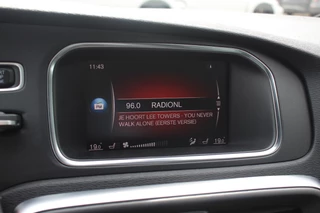 11:43
96.0 RADIONL
JE HOORT LEE TOWERS - YOU NEVER
WALK ALONE (EERSTE VERSIE)